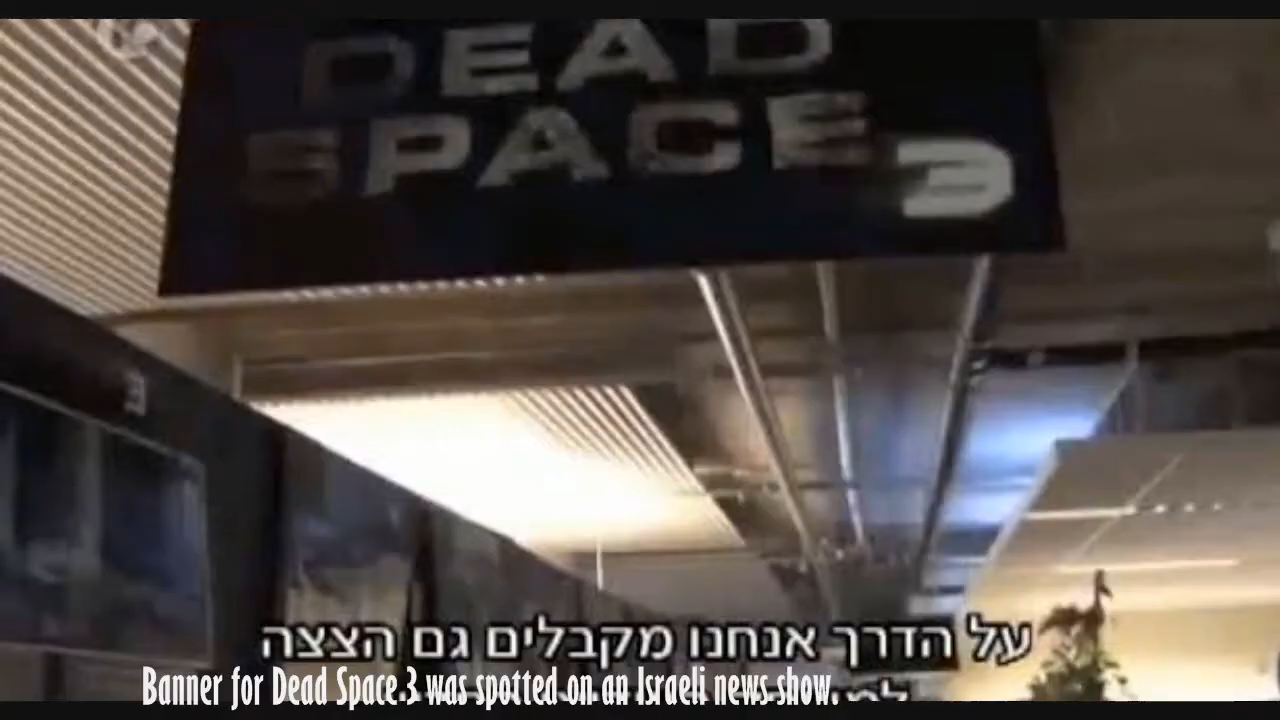 DEAD
SPACE 3
3
על הדרך אנחנו מקבלים גם הצצה
Banner for Dead Space 3 was spotted on an Israeli news show.